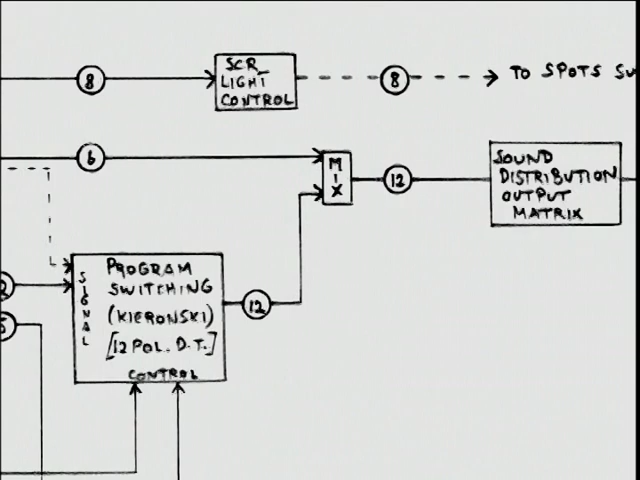 SCR
LIGHT
CONTROL
8
8
TO SPOTS
6
MIX
12
SOUND
DISTRIBUTION
OUTPUT
MATRIX
SIGNAL
PROGRAM
SWITCHING
(KIERONSKI)
[12 POL. D.T.]
CONTROL
12